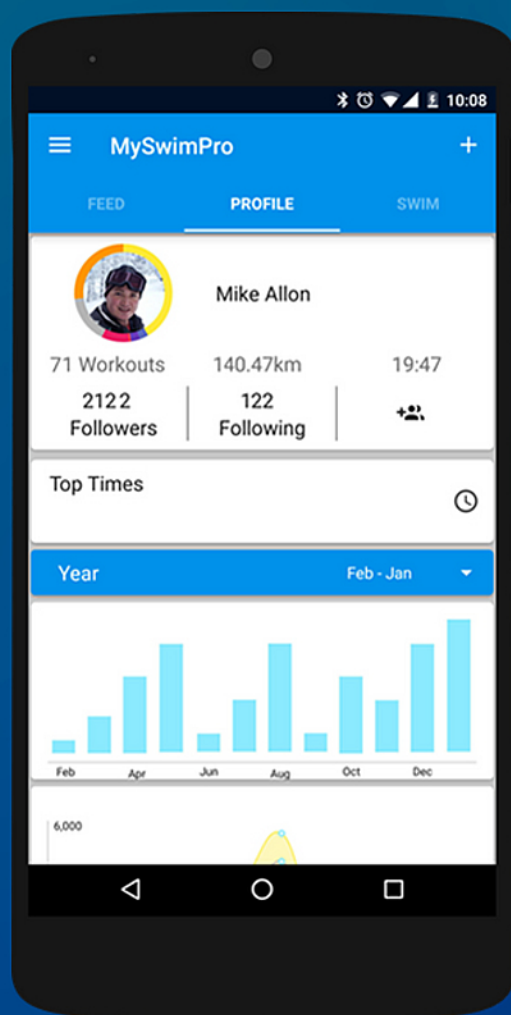 10:08
MySwimPro
FEED PROFILE SWIM
Mike Allon
71 Workouts 140.47km 19:47
2122 122
Followers Following
Top Times
Year Feb - Jan
Feb Apr Jun Aug Oct Dec
6,000